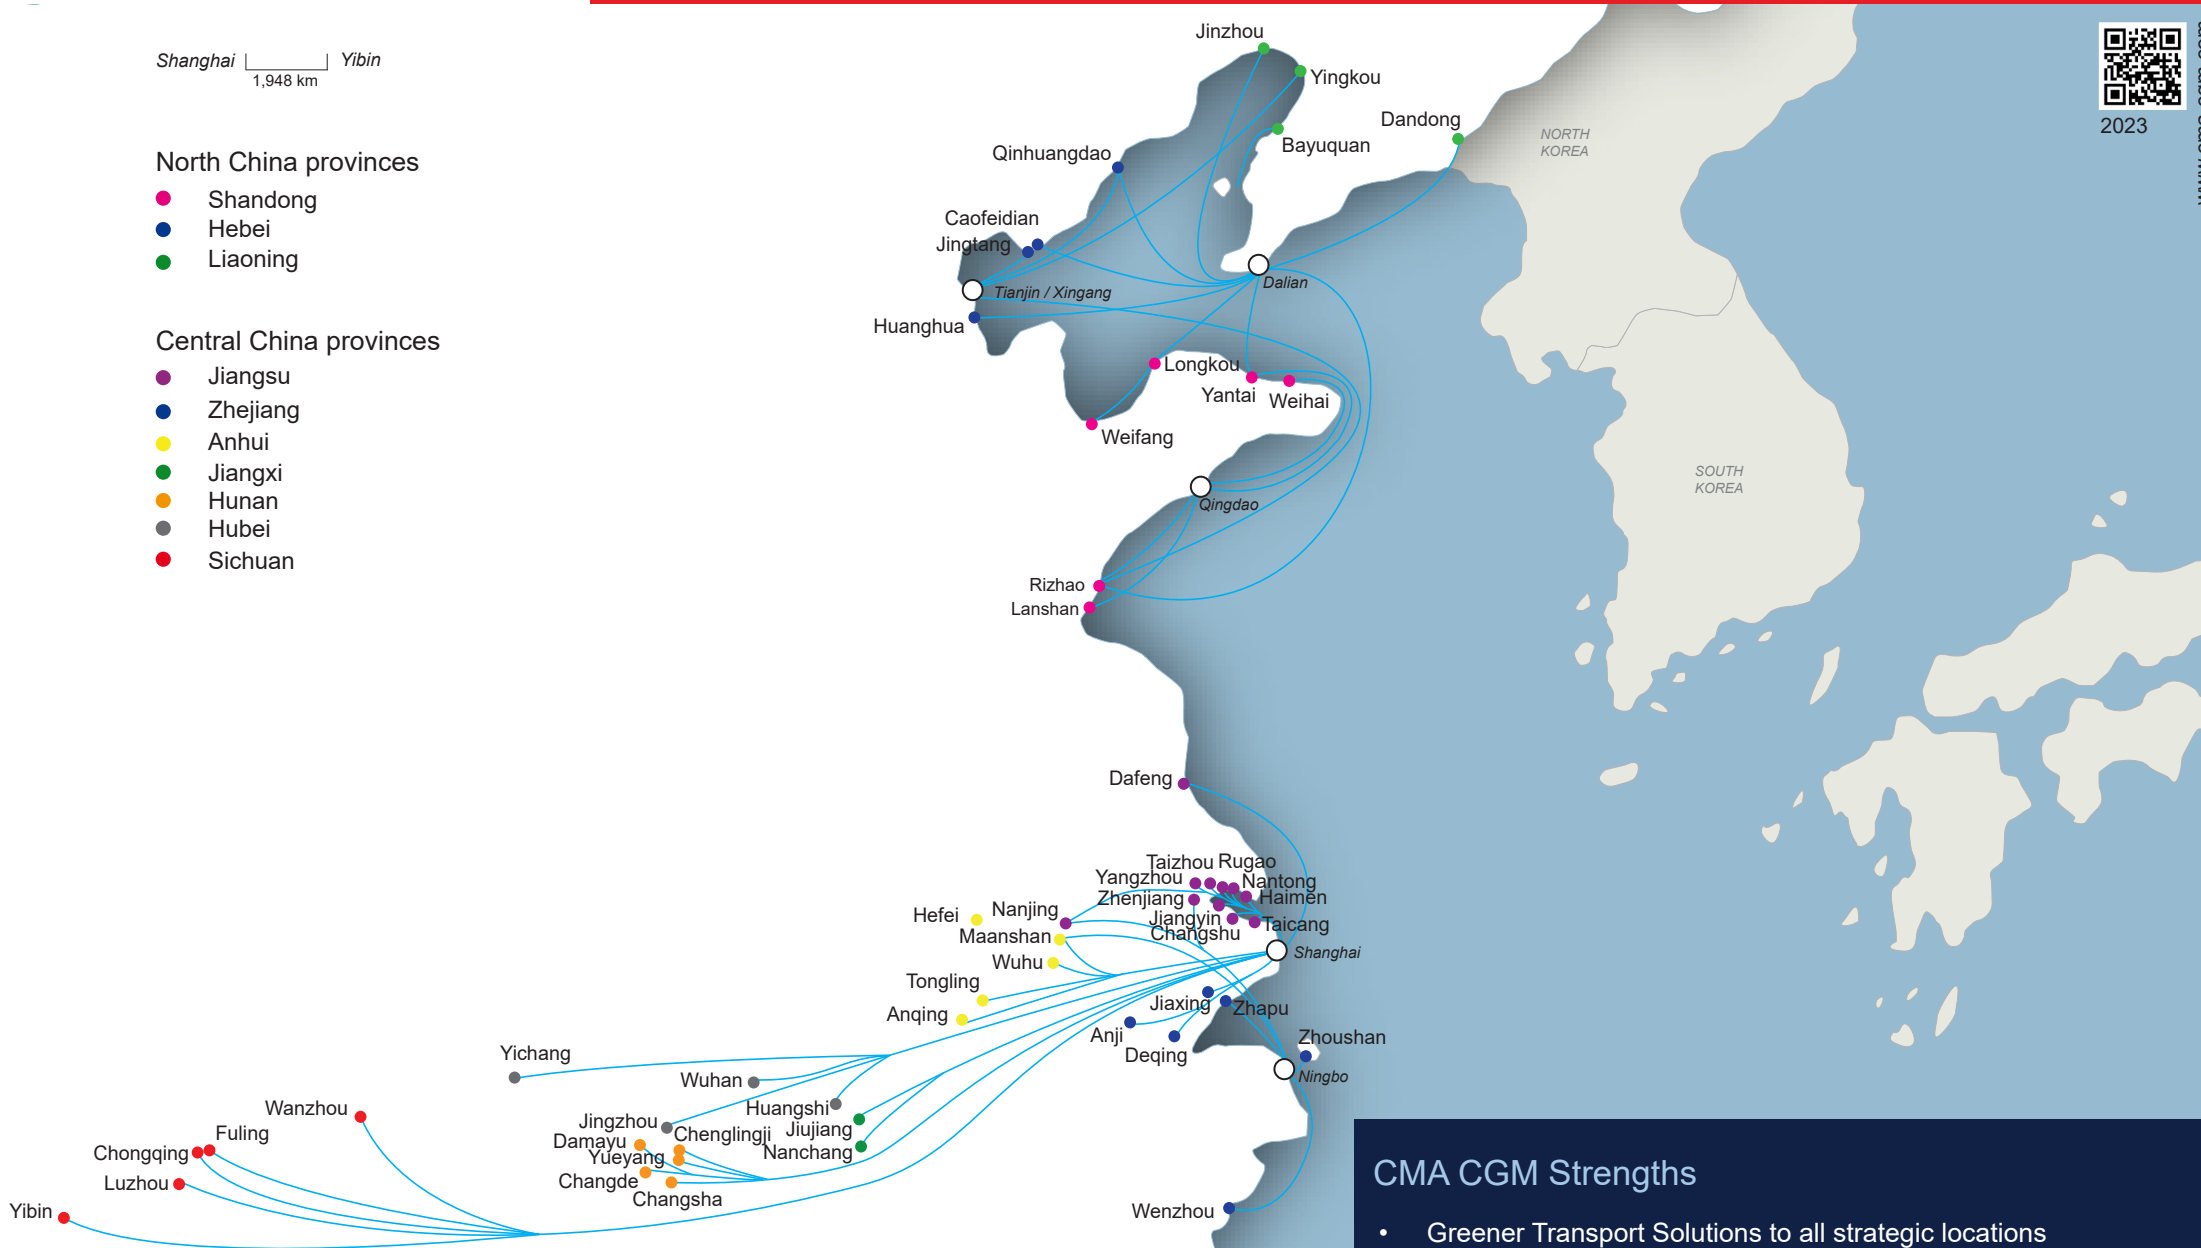 Shanghai
Yibin
1,948 km
North China provinces
Shandong
Hebei
Liaoning
Central China provinces
Jiangsu
Zhejiang
Anhui
Jiangxi
Hunan
Hubei
Sichuan
2023
Jinzhou
Yingkou
Bayuquan
Dandong
NORTH
KOREA
Qinhuangdao
Caofeidian
Jingtang
Tianjin / Xingang
Dalian
Huanghua
Longkou
Yantai
Weihai
Weifang
Qingdao
SOUTH
KOREA
Rizhao
Lanshan
Dafeng
Taizhou
Rugao
Yangzhou
Nantong
Zhenjiang
Haimen
Jiangyin
Changshu
Taicang
Hefei
Nanjing
Maanshan
Wuhu
Shanghai
Tongling
Anqing
Jiaxing
Zhapu
Anji
Deqing
Zhoushan
Ningbo
Yichang
Wuhan
Wanzhou
Huangshi
Jingzhou
Jiujiang
Fuling
Chenglingji
Damayu
Chongqing
Yueyang
Nanchang
Luzhou
Changde
Changsha
Yibin
Wenzhou
CMA CGM Strengths
• Greener Transport Solutions to all strategic locations